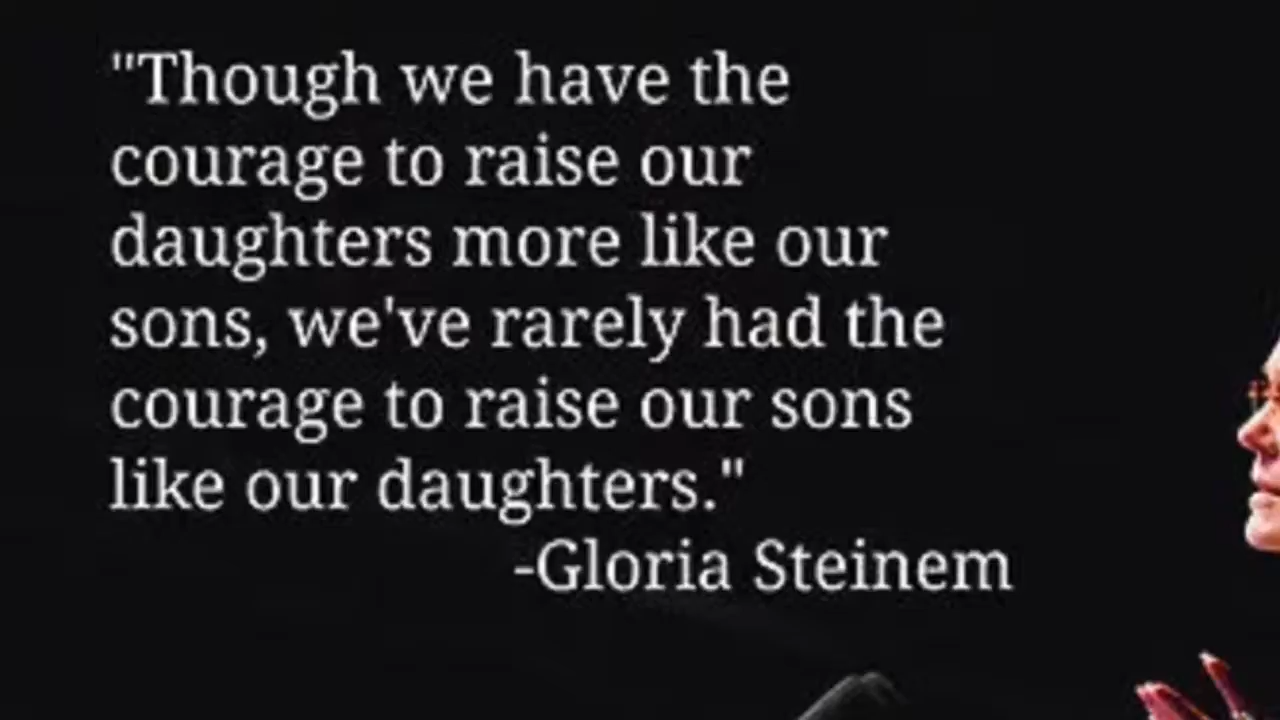 "Though we have the
courage to raise our
daughters more like our
sons, we've rarely had the
courage to raise our sons
like our daughters."
-Gloria Steinem